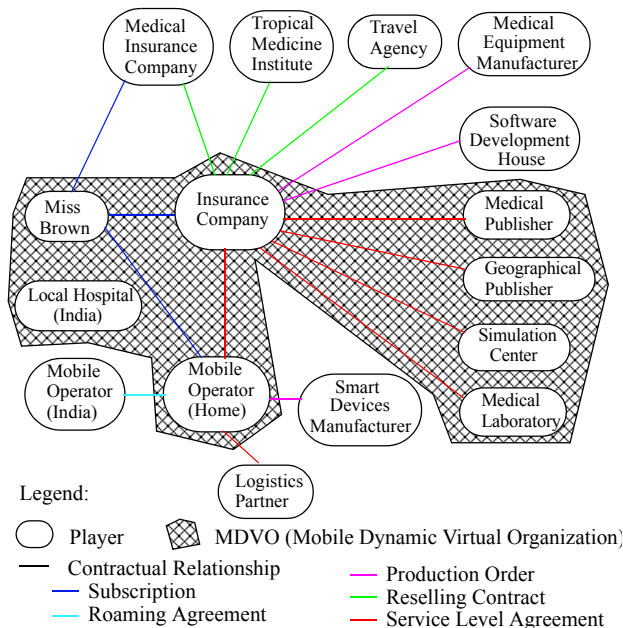 Medical
Insurance
Company
Tropical
Medicine
Institute
Travel
Agency
Medical
Equipment
Manufacturer
Software
Development
House
Miss
Brown
Insurance
Company
Medical
Publisher
Geographical
Publisher
Local Hospital
(India)
Simulation
Center
Mobile
Operator
(India)
Mobile
Operator
(Home)
Smart
Devices
Manufacturer
Medical
Laboratory
Logistics
Partner
Legend:
Player
MDVO (Mobile Dynamic Virtual Organization)
Contractual Relationship
Subscription
Roaming Agreement
Production Order
Reselling Contract
Service Level Agreement